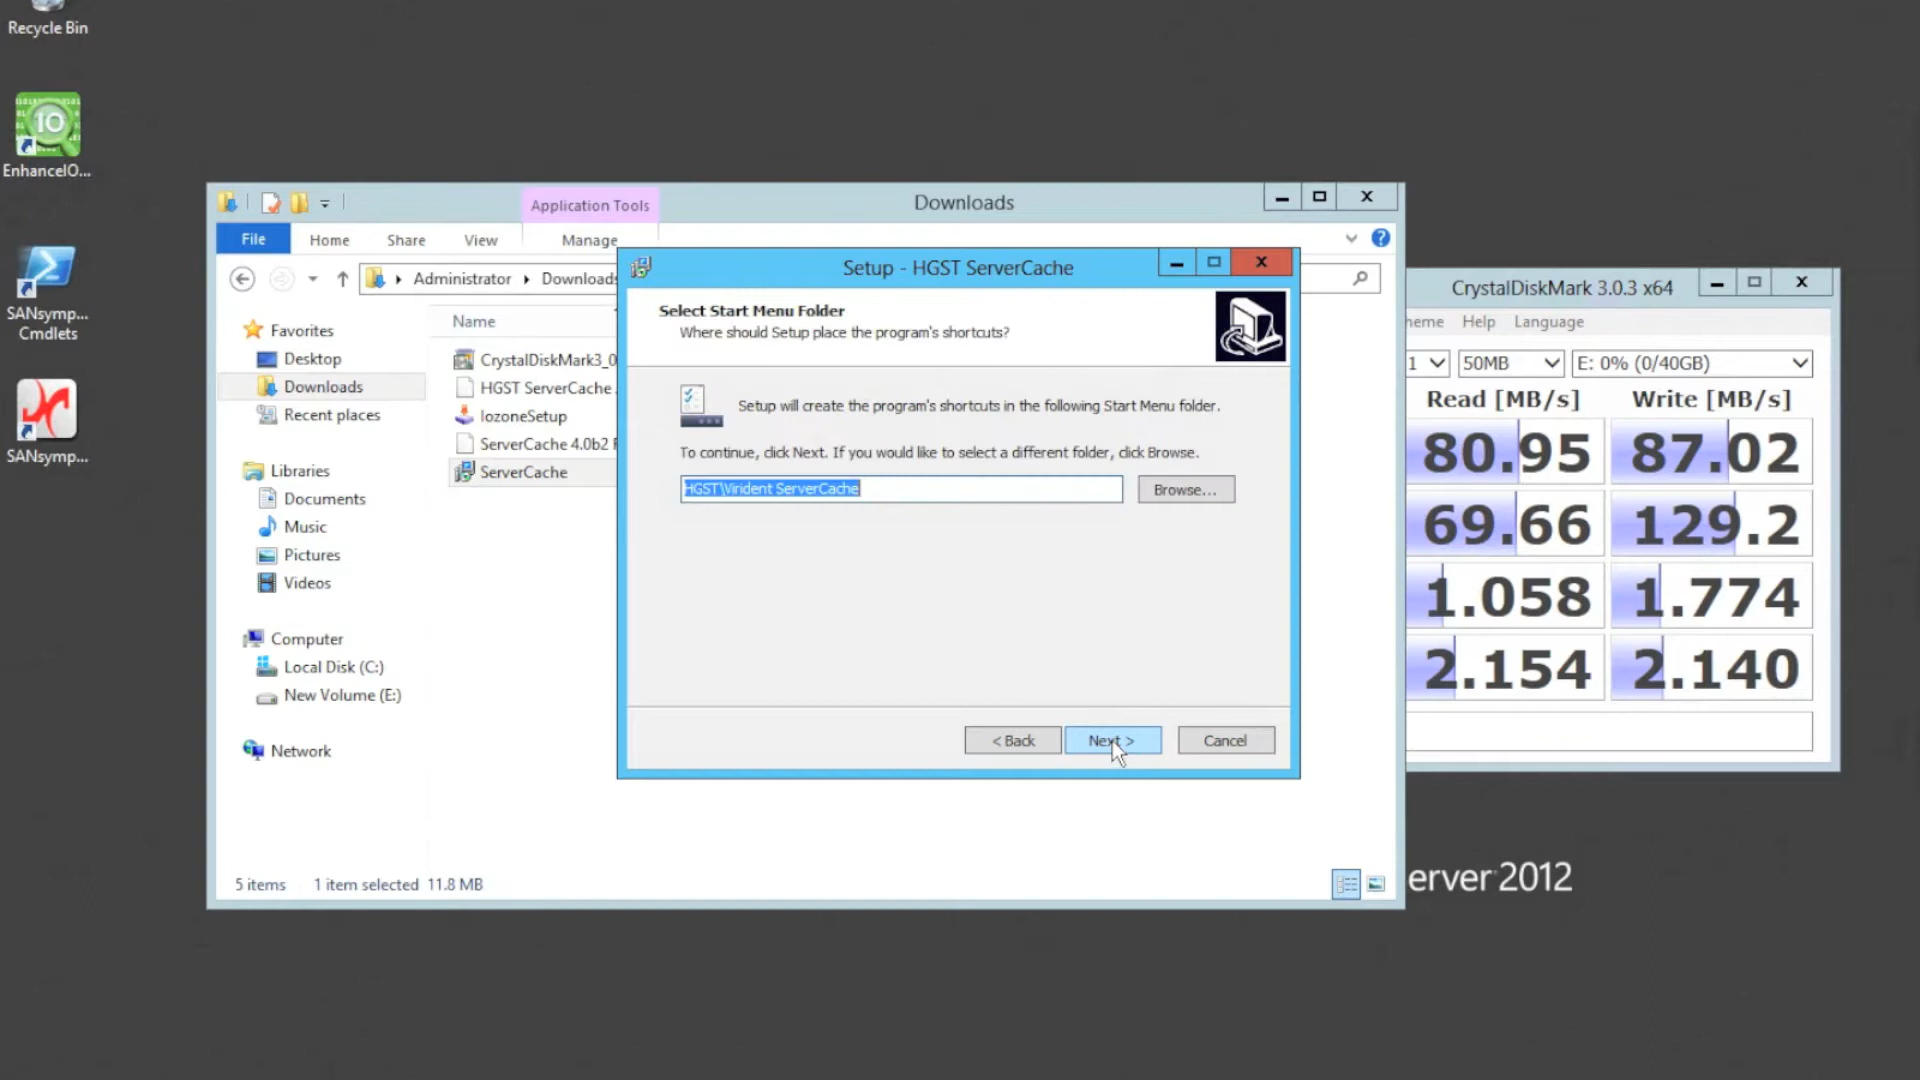 Recycle Bin
10
EnhanceIO...
SANsymp...
Cmdlets
SANsymp...
Application Tools
Downloads
File
Home
Share
View
Manage
Administrator
Downloads
Favorites
Desktop
Downloads
Recent places
Libraries
Documents
Music
Pictures
Videos
Computer
Local Disk (C:)
New Volume (E:)
Network
Name
CrystalDiskMark3_0
HGST ServerCache
IozoneSetup
ServerCache 4.0b2
ServerCache
5 items 1 item selected 11.8 MB
Setup - HGST ServerCache
Select Start Menu Folder
Where should Setup place the program's shortcuts?
Setup will create the program's shortcuts in the following Start Menu folder.
To continue, click Next. If you would like to select a different folder, click Browse.
HGST\Virident ServerCache
Browse...
< Back
Next >
Cancel
CrystalDiskMark 3.0.3 x64
heme Help Language
1 50MB E: 0% (0/40GB)
Read [MB/s] Write [MB/s]
80.95 87.02
69.66 129.2
1.058 1.774
2.154 2.140
erver 2012